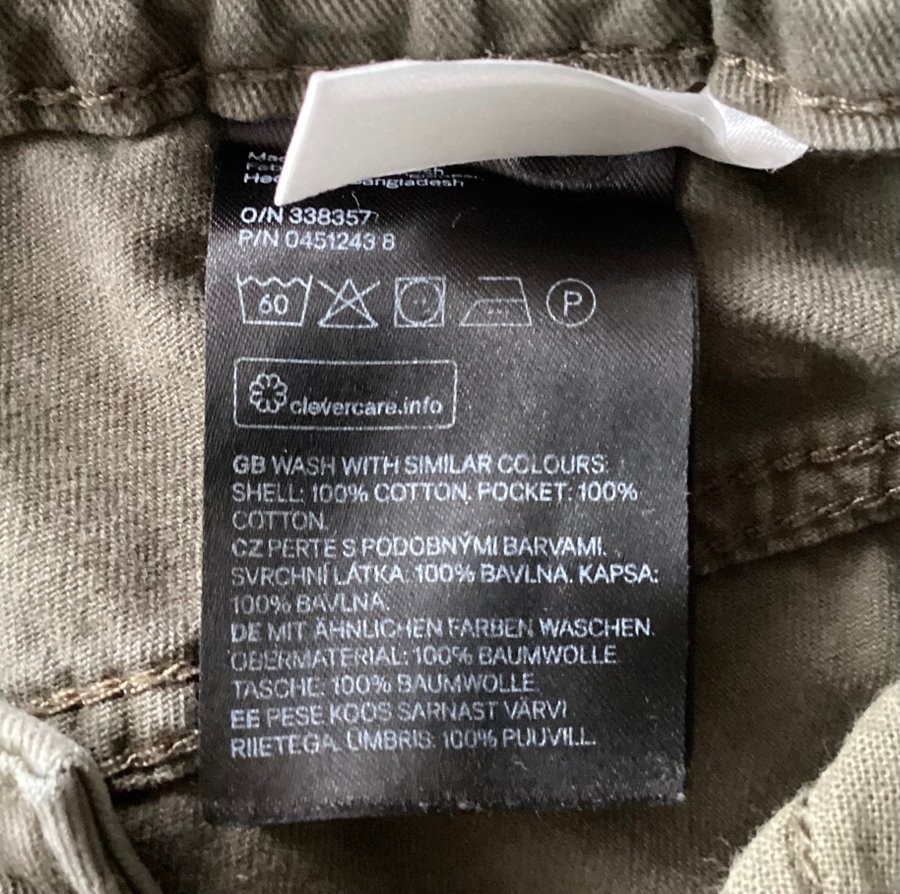 Bangladesh
O/N 338357
P/N 0451243 8
60
P
clevercare.info
GB WASH WITH SIMILAR COLOURS.
SHELL: 100% COTTON. POCKET: 100%
COTTON.
CZ PERTE S PODOBNÝMI BARVAMI.
SVRCHNÍ LÁTKA: 100% BAVLNA. KAPSA:
100% BAVLNA.
DE MIT ÄHNLICHEN FARBEN WASCHEN.
OBERMATERIAL: 100% BAUMWOLLE.
TASCHE: 100% BAUMWOLLE.
EE PESE KOOS SARNAST VÄRVI
RIIETEGA. ÜMBRIS: 100% PUUVILL.